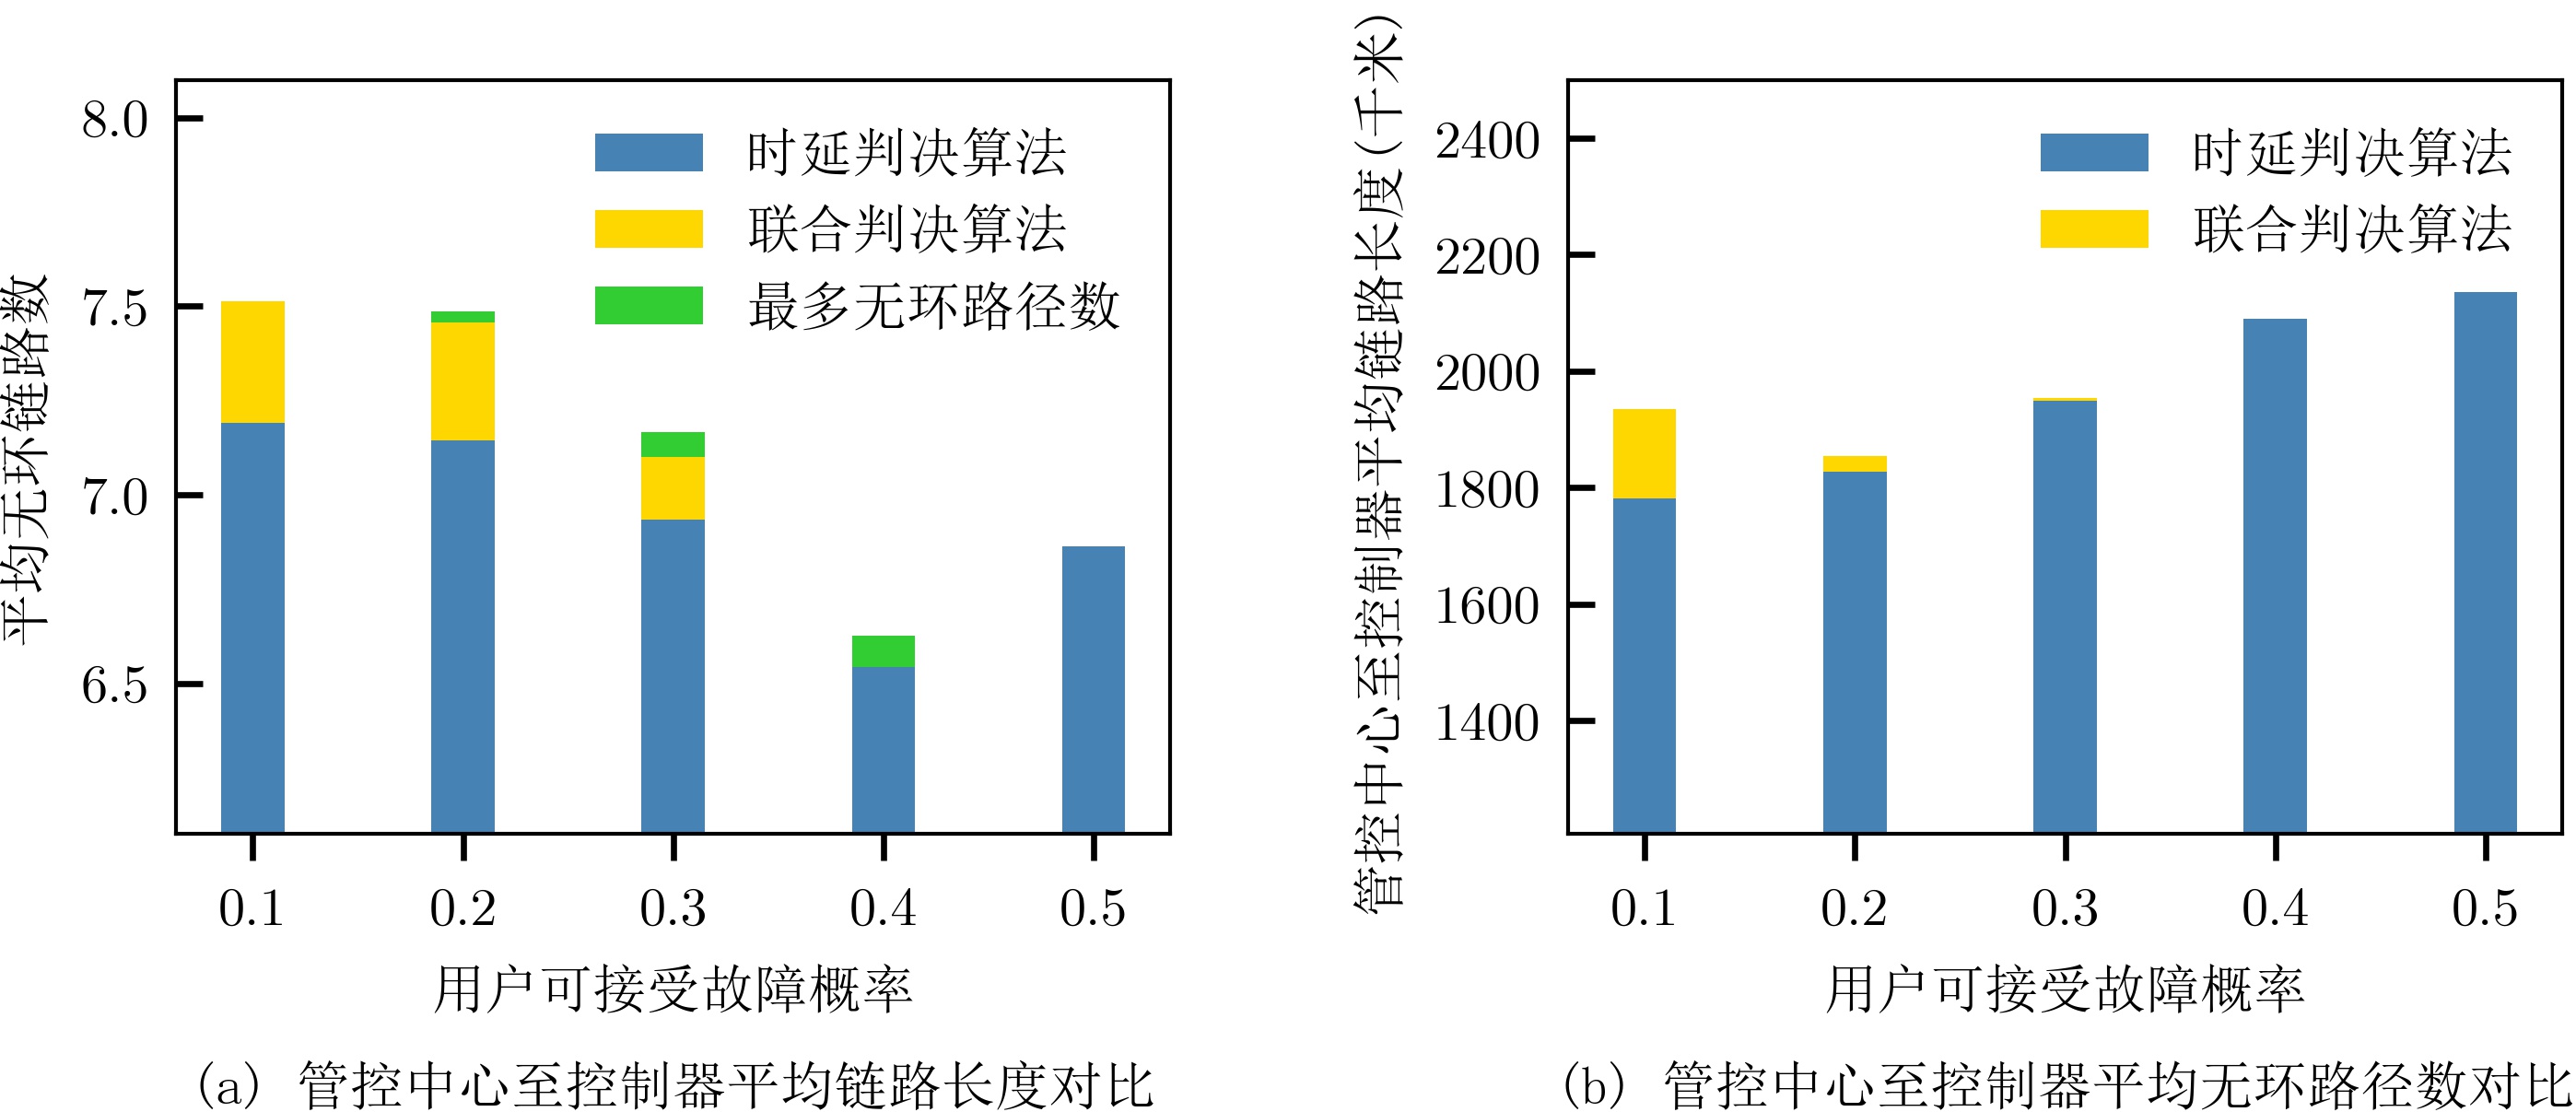 平均无环链路数
8.0
7.5
7.0
6.5
时延判决算法
联合判决算法
最多无环路径数
0.1 0.2 0.3 0.4 0.5
用户可接受故障概率
(a) 管控中心至控制器平均链路长度对比
管控中心至控制器平均链路长度(千米)
2400
2200
2000
1800
1600
1400
时延判决算法
联合判决算法
0.1 0.2 0.3 0.4 0.5
用户可接受故障概率
(b) 管控中心至控制器平均无环路径数对比